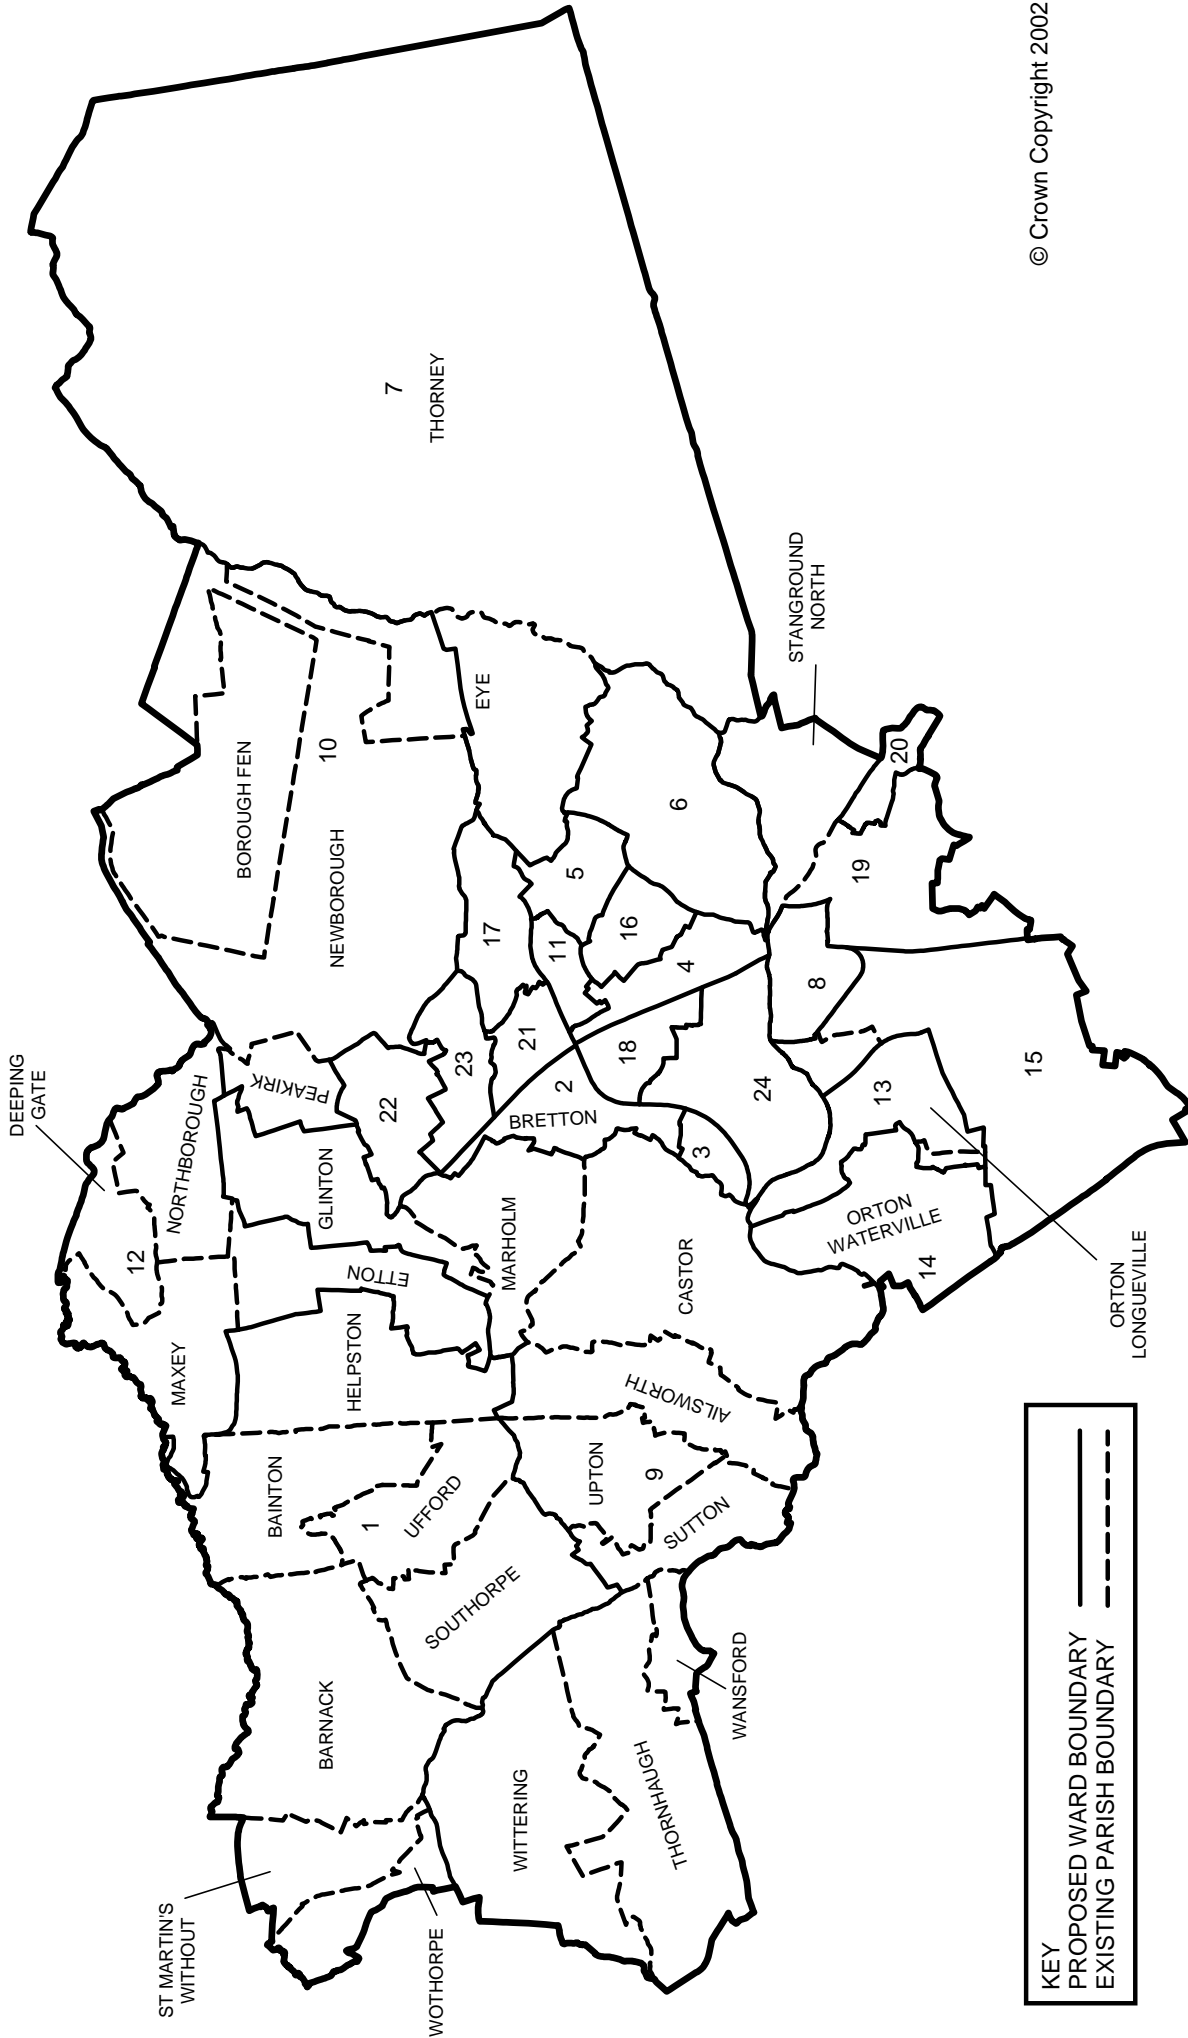 DEEPING
GATE
ST MARTIN'S
WITHOUT
WOTHORPE
BARNACK
BAINTON
1
UFFORD
SOUTHORPE
MAXEY
12
NORTHBOROUGH
PEAKIRK
GLINTON
ETTON
HELPSTON
MARHOLM
22
23
BOROUGH FEN
10
NEWBOROUGH
7
THORNEY
EYE
17
21
11
5
16
6
4
2
BRETTON
18
3
24
CASTOR
AILSWORTH
UPTON
9
SUTTON
WITTERING
THORNHAUGH
WANSFORD
STANGROUND
NORTH
20
19
8
13
15
ORTON
WATERVILLE
14
ORTON
LONGUEVILLE
KEY
PROPOSED WARD BOUNDARY
EXISTING PARISH BOUNDARY
© Crown Copyright 2002